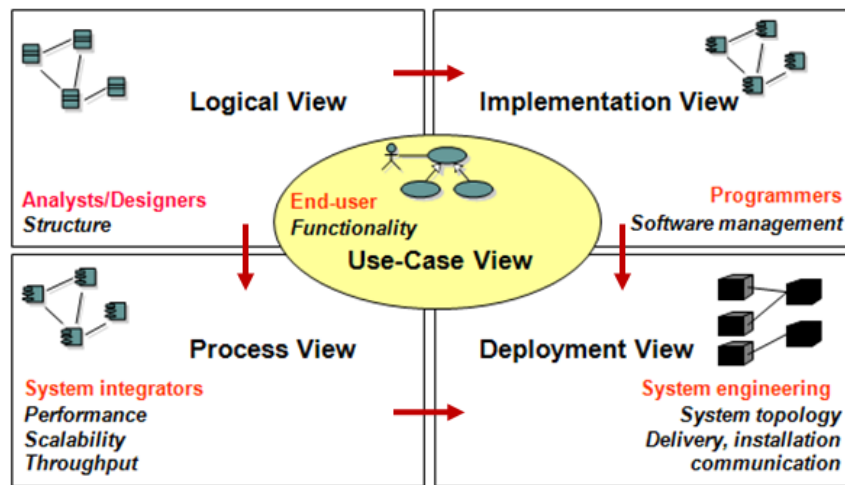 Logical View
Implementation View
Analysts/Designers
Structure
End-user
Functionality
Use-Case View
Programmers
Software management
Process View
Deployment View
System integrators
Performance
Scalability
Throughput
System engineering
System topology
Delivery, installation
communication